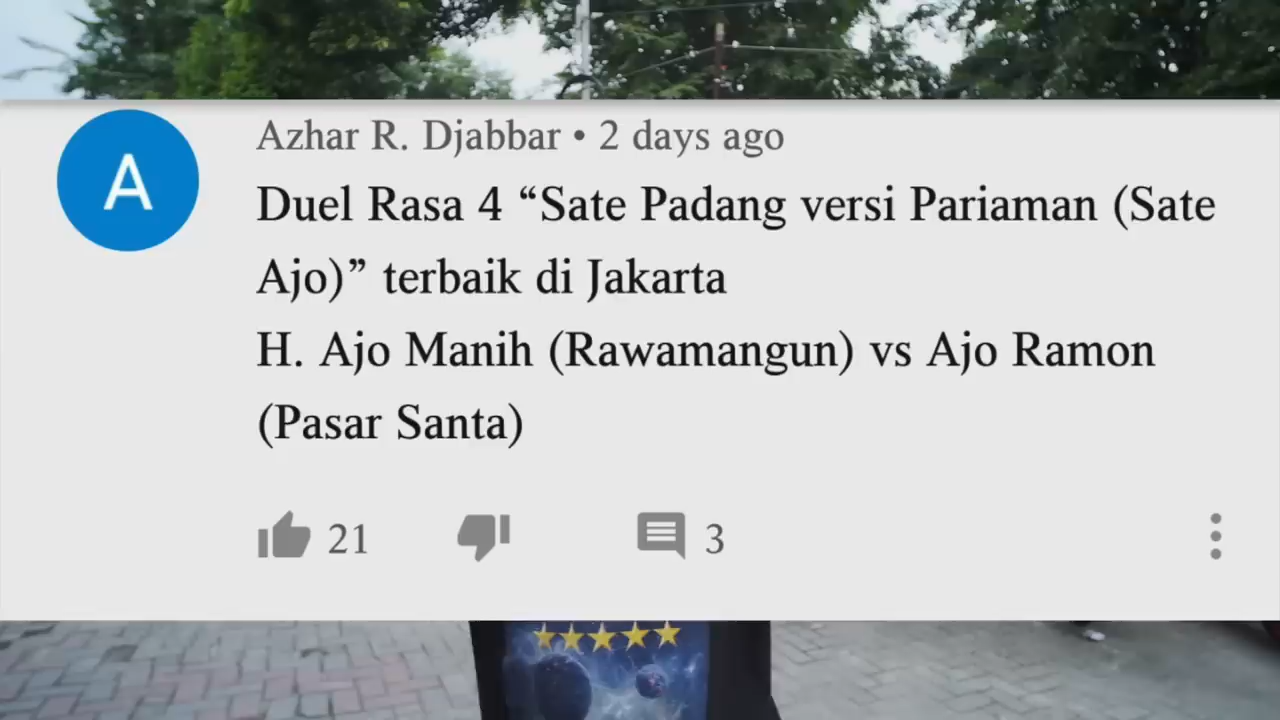 A
Azhar R. Djabbar • 2 days ago
Duel Rasa 4 “Sate Padang versi Pariaman (Sate
Ajo)” terbaik di Jakarta
H. Ajo Manih (Rawamangun) vs Ajo Ramon
(Pasar Santa)
21
3